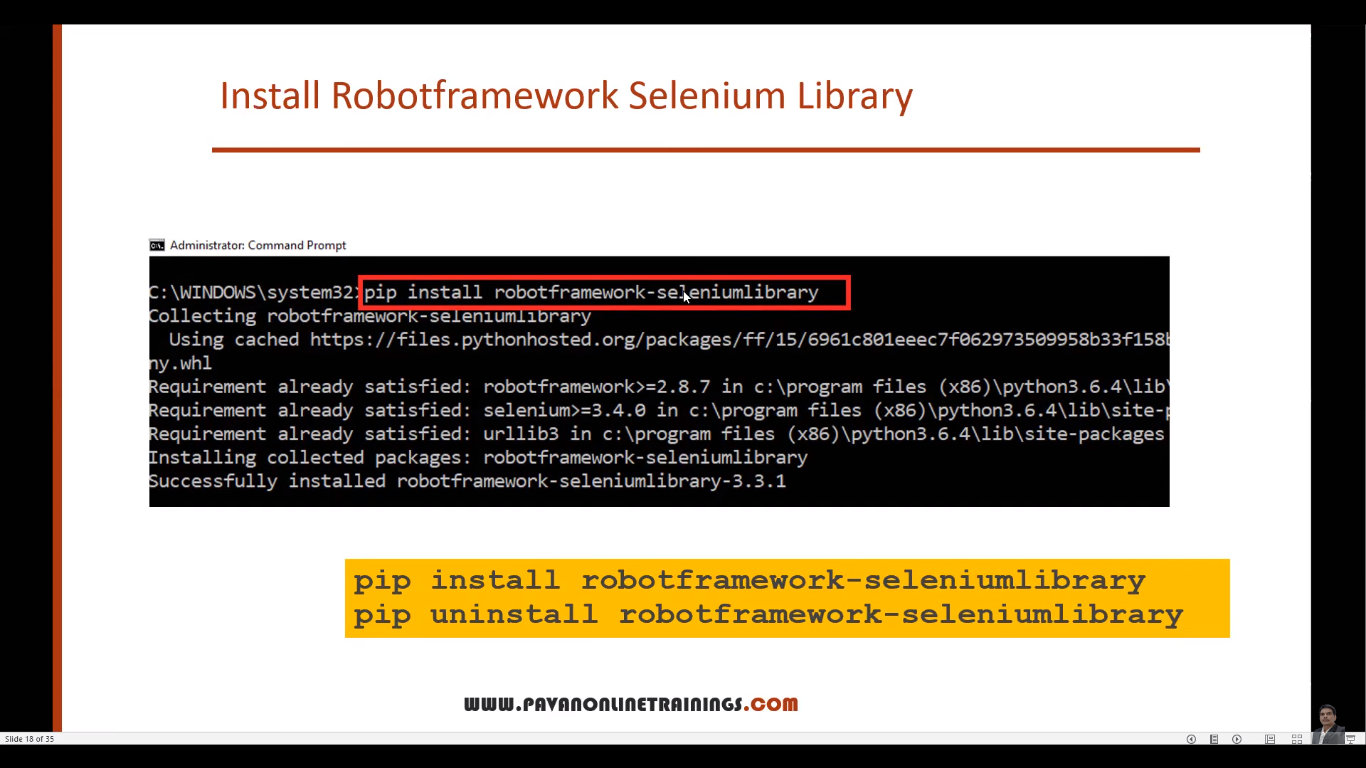 Install Robotframework Selenium Library
Administrator: Command Prompt
C:\WINDOWS\system32>pip install robotframework-seleniumlibrary
Collecting robotframework-seleniumlibrary
Using cached https://files.pythonhosted.org/packages/ff/15/6961c801eeec7f062973509958b33f158b
ny.whl
Requirement already satisfied: robotframework>=2.8.7 in c:\program files (x86)\python3.6.4\lib\
Requirement already satisfied: selenium>=3.4.0 in c:\program files (x86)\python3.6.4\lib\site-p
Requirement already satisfied: urllib3 in c:\program files (x86)\python3.6.4\lib\site-packages
Installing collected packages: robotframework-seleniumlibrary
Successfully installed robotframework-seleniumlibrary-3.3.1
pip install robotframework-seleniumlibrary
pip uninstall robotframework-seleniumlibrary
WWW.PAVANONLINETRAININGS.COM
Slide 18 of 35